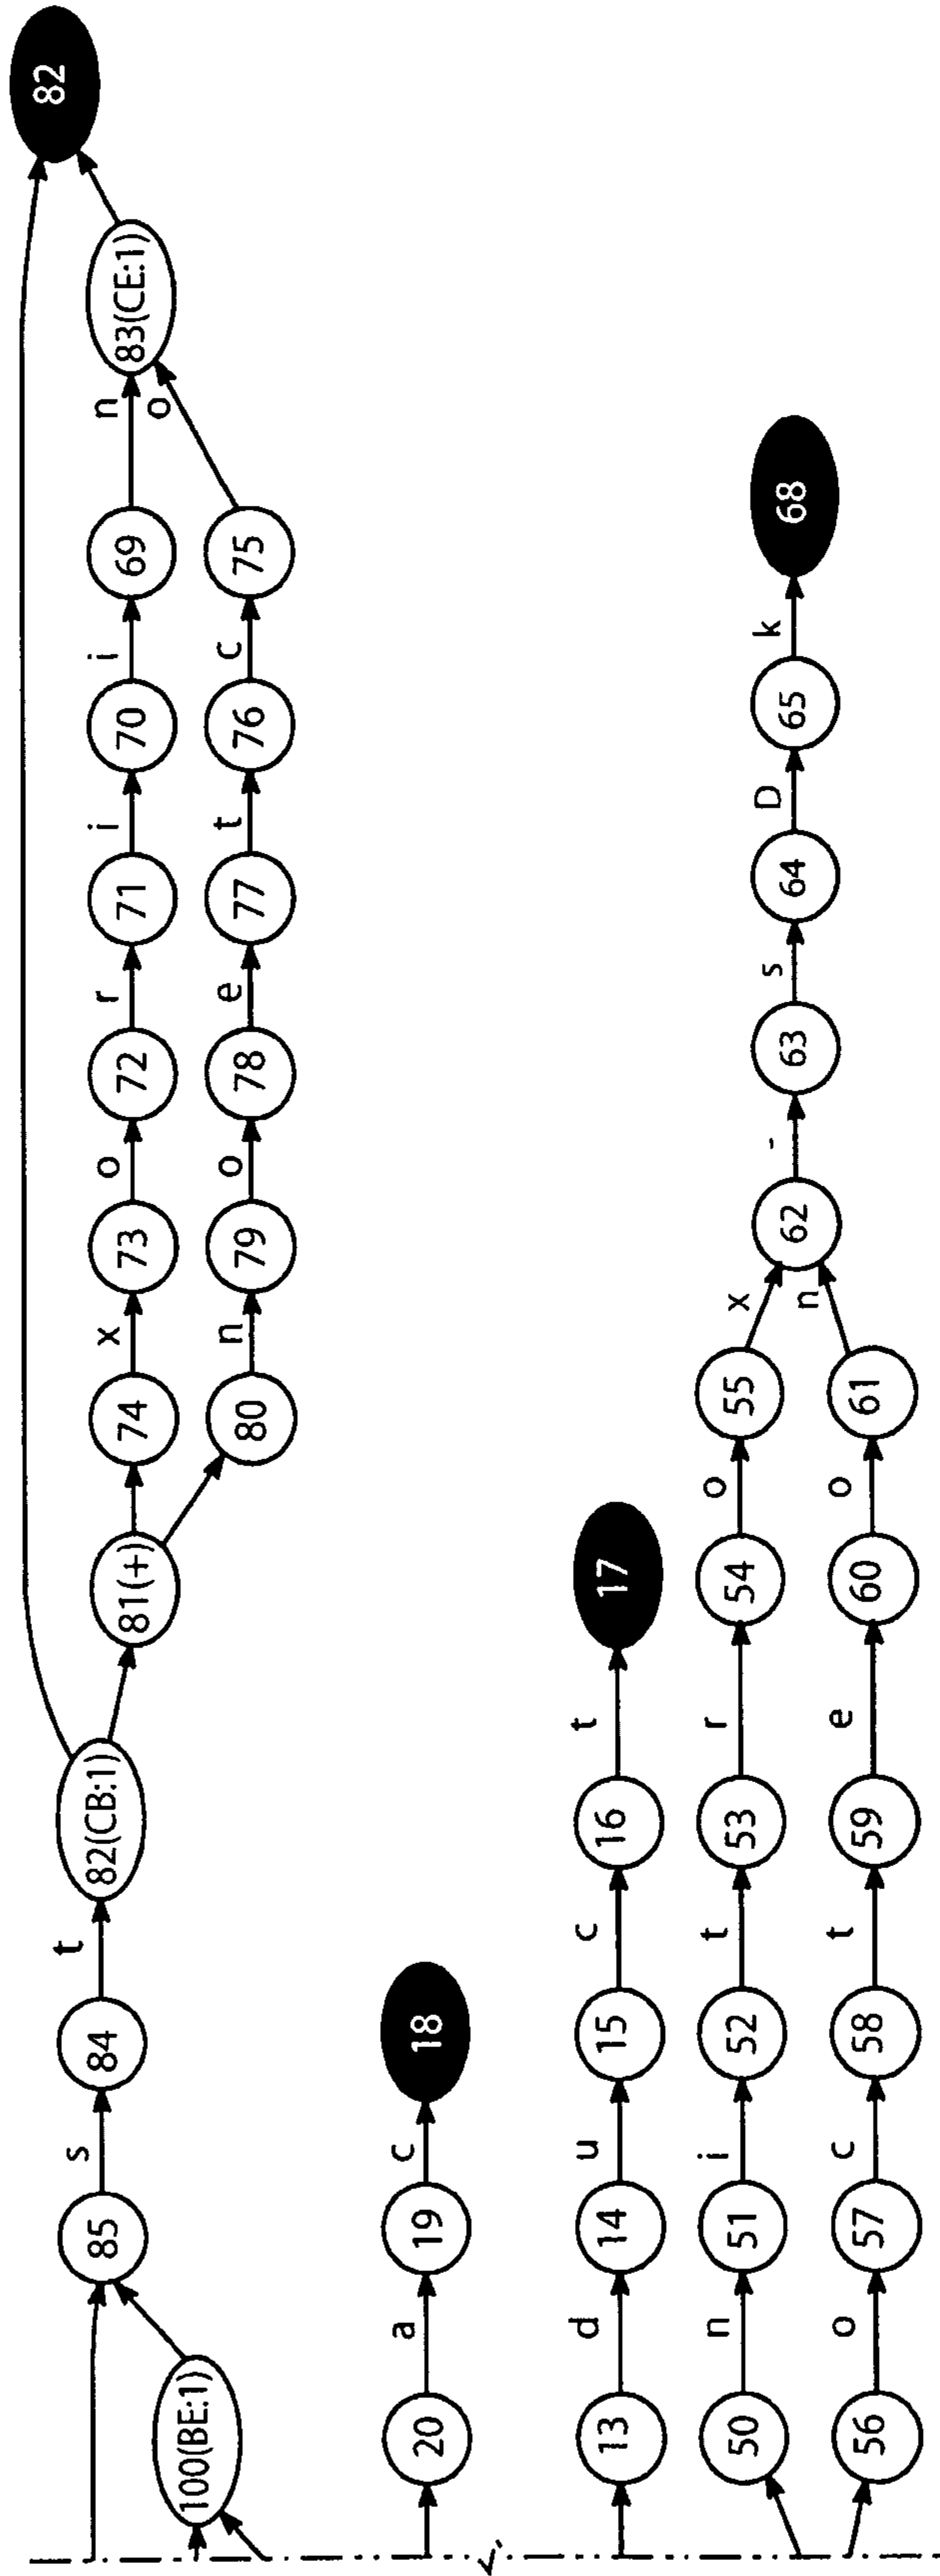 85 s 84 t 82(CB:1) 81(+) 74 x 73 o 72 r 71 i 70 i 69 n 83(CE:1) 82
100(BE:1) 80 n 79 o 78 e 77 t 76 c 75 o
20 a 19 c 18
13 d 14 u 15 c 16 t 17
50 n 51 i 52 t 53 r 54 o 55 x 62 - 63 s 64 D 65 k 68
56 o 57 c 58 t 59 e 60 o 61 n